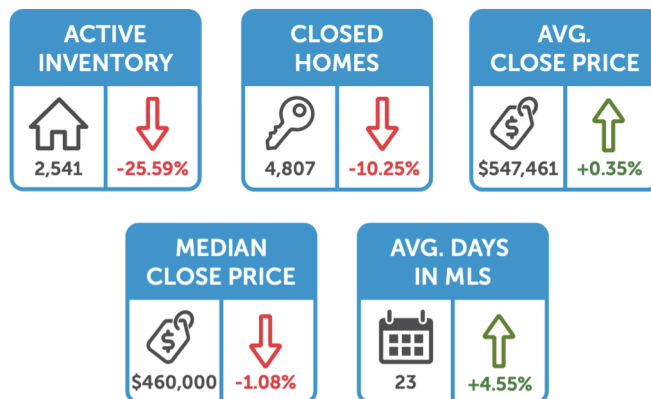 ACTIVE
INVENTORY
2,541
-25.59%
CLOSED
HOMES
4,807
-10.25%
AVG.
CLOSE PRICE
$
$547,461
+0.35%
MEDIAN
CLOSE PRICE
$
$460,000
-1.08%
AVG. DAYS
IN MLS
23
+4.55%